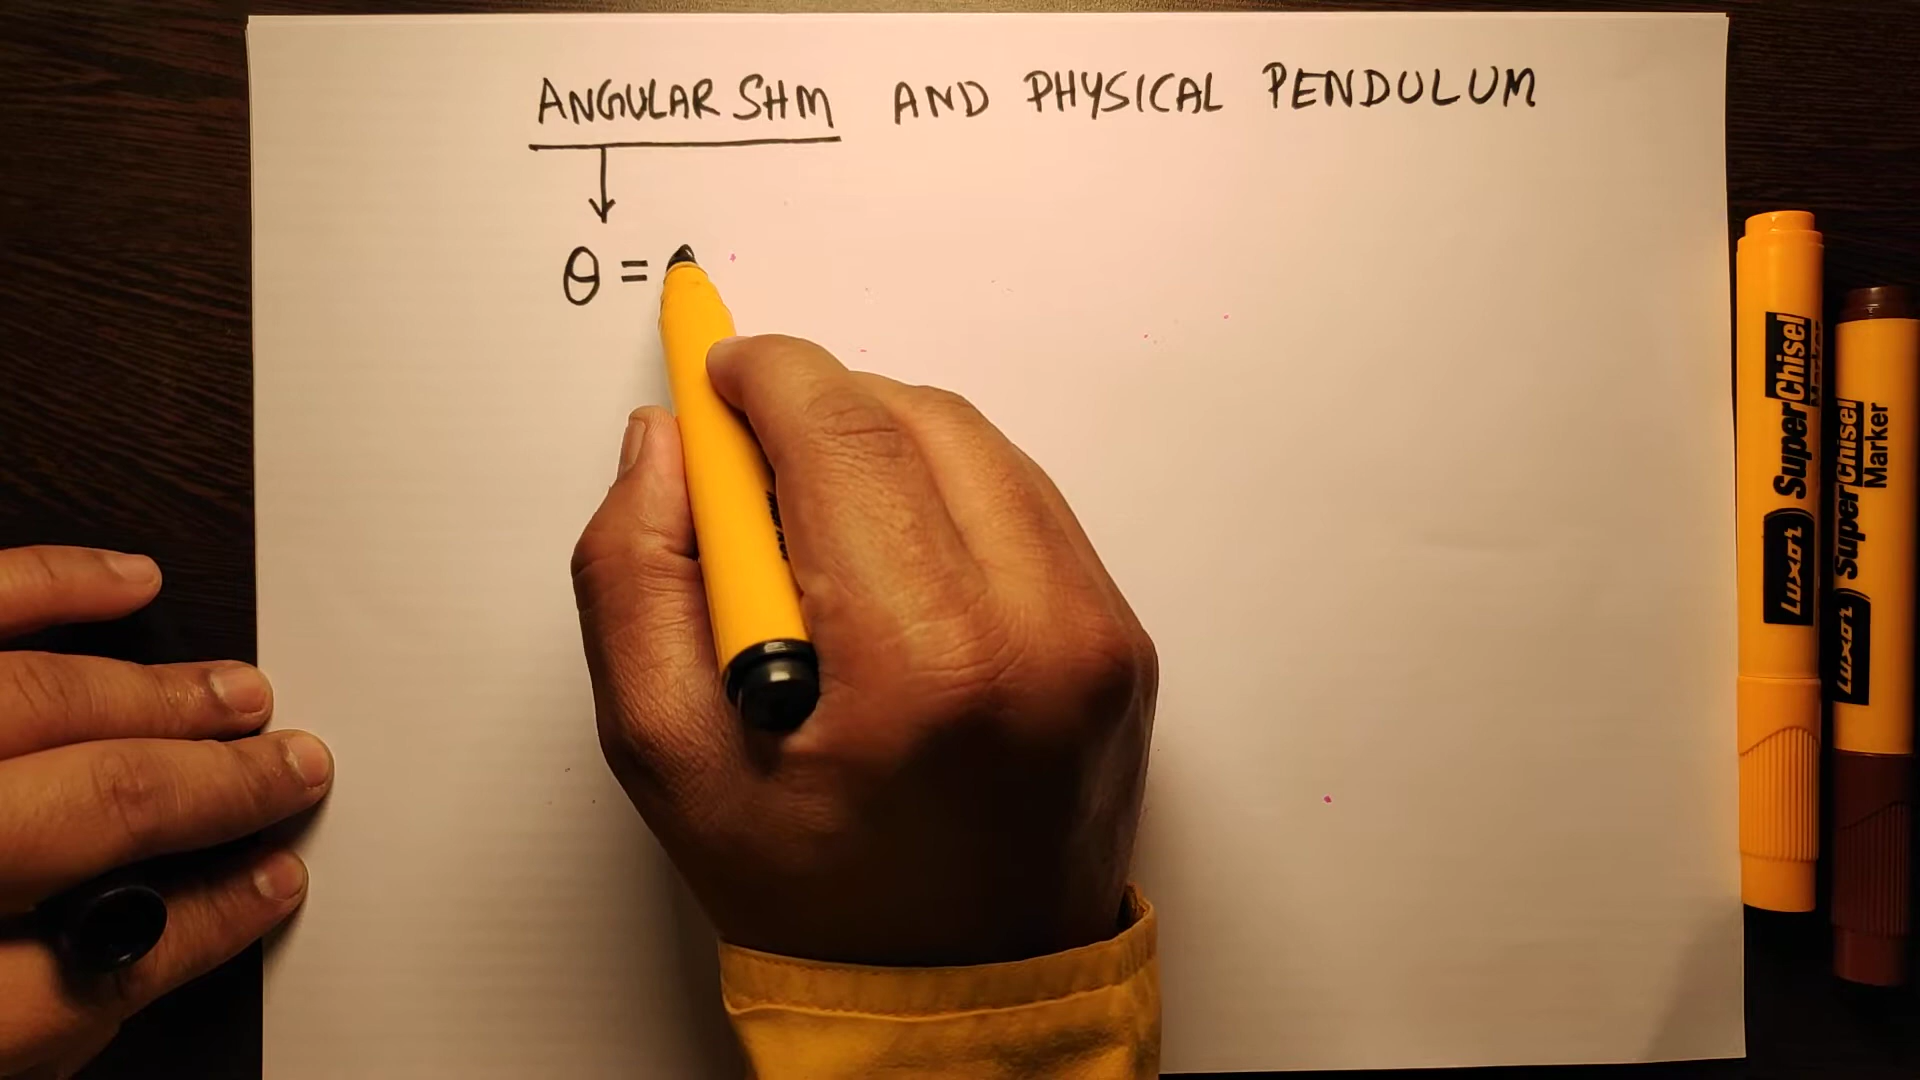 ANGULAR SHM AND PHYSICAL PENDULUM
θ =
Luxor SuperChisel Marker
Luxor SuperChisel Marker